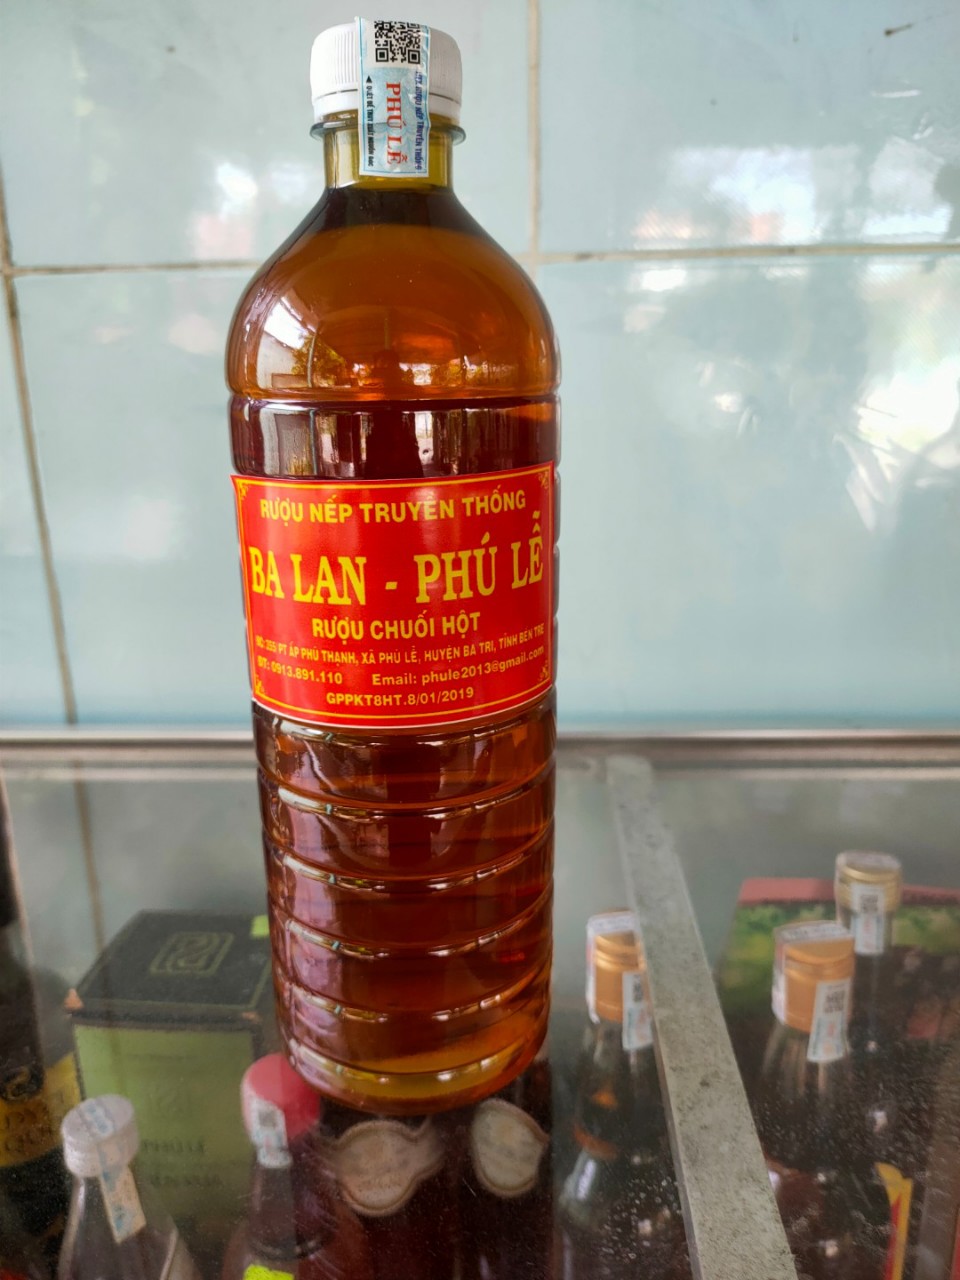 PHÚ LỄ
RƯỢU NẾP TRUYỀN THỐNG
BA LAN - PHÚ LỄ
RƯỢU CHUỐI HỘT
ẤP PHÚ THẠNH, XÃ PHÚ LỄ, HUYỆN BA TRI, TỈNH BẾN TRE
ĐT: 0913.891.110 Email: phule2013@gmail.com
GPPKT8HT.8/01/2019